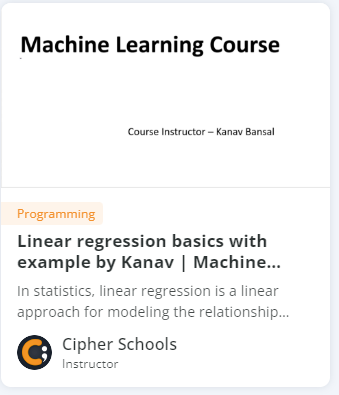 Machine Learning Course
Course Instructor – Kanav Bansal
Programming
Linear regression basics with
example by Kanav | Machine...
In statistics, linear regression is a linear
approach for modeling the relationship...
Cipher Schools
Instructor